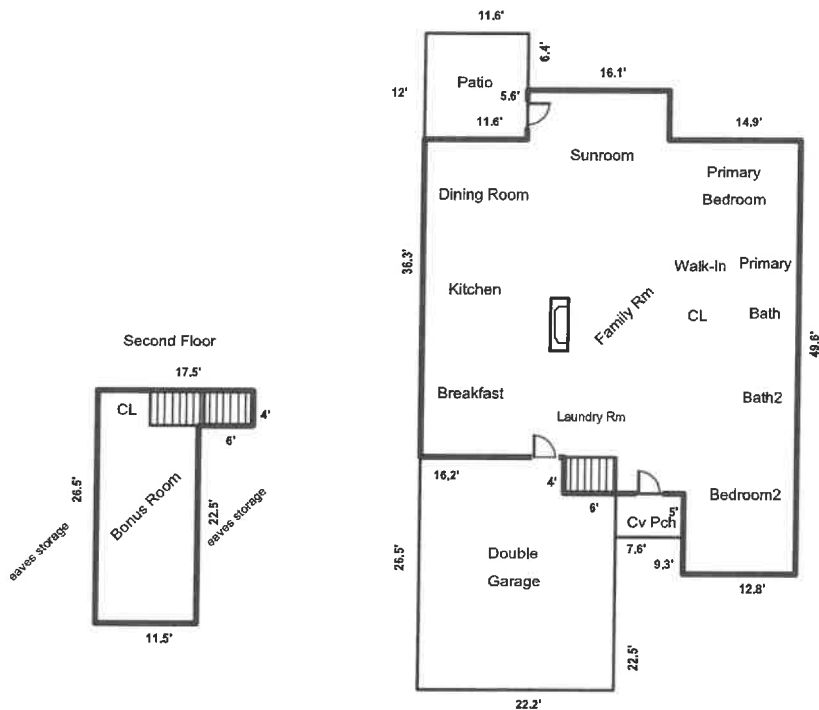 11.6'
6.4'
Patio
12'
5.6'
16.1'
11.6'
14.9'
Sunroom
Primary
Bedroom
Dining Room
36.3'
Walk-In
Primary
Kitchen
Family Rm
CL
Bath
49.6'
Second Floor
17.5'
CL
4'
6'
26.5'
Bonus Room
22.5'
eaves storage
eaves storage
11.5'
Breakfast
Bath2
Laundry Rm
16.2'
4'
6'
Bedroom2
5'
Cv Pch
7.6'
9.3'
12.8'
26.5'
Double
Garage
22.5'
22.2'